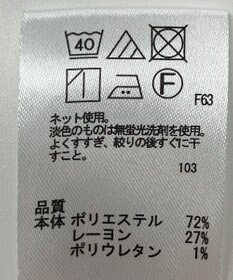 40
F
F63
ネット使用。
淡色のものは無蛍光洗剤を使用。
よくすすぎ、絞りの後すぐに干
すこと。
103
品質
本体 ポリエステル 72%
レーヨン 27%
ポリウレタン 1%